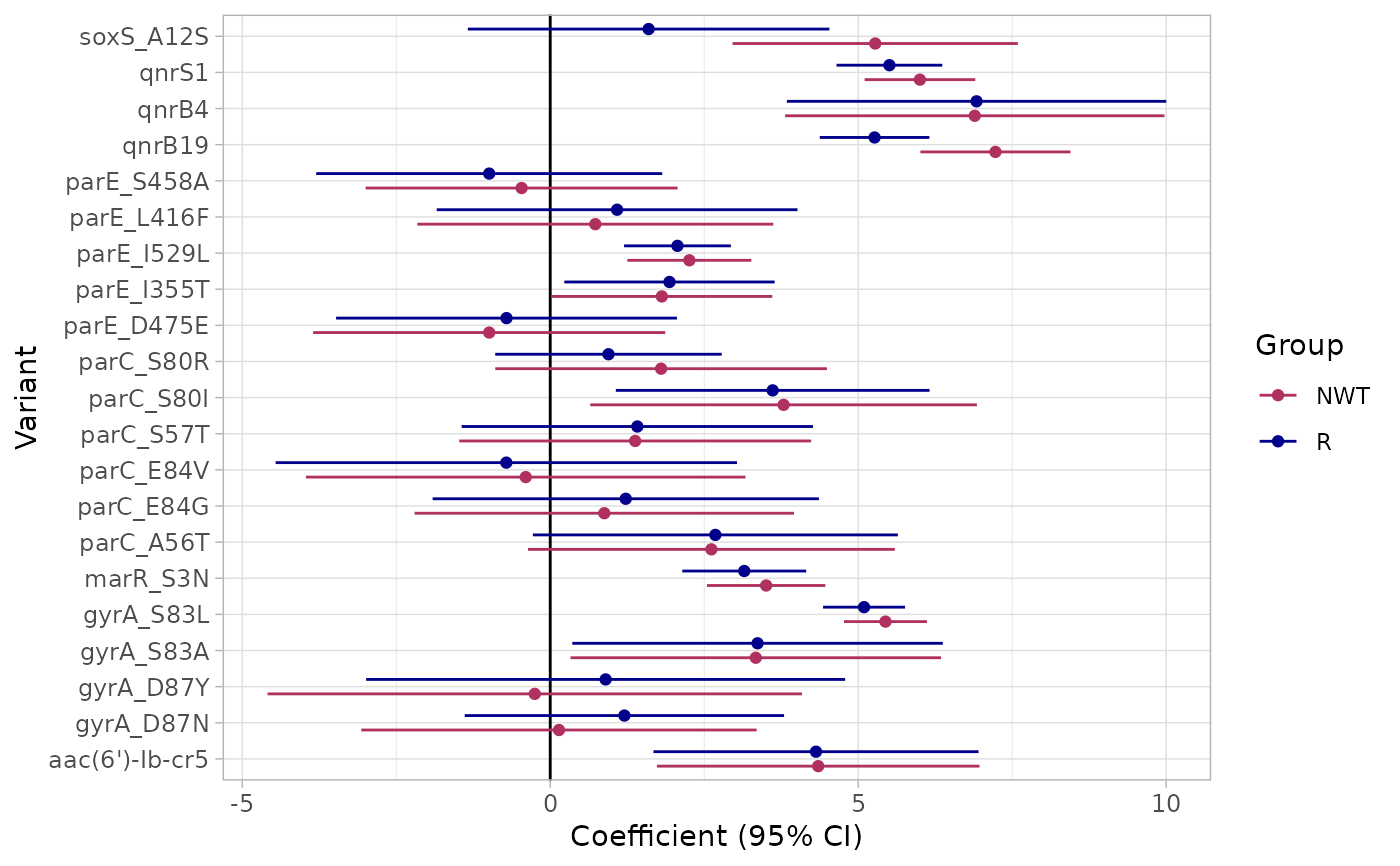 soxS_A12S
qnrS1
qnrB4
qnrB19
parE_S458A
parE_L416F
parE_I529L
parE_I355T
parE_D475E
parC_S80R
parC_S80I
parC_S57T
parC_E84V
parC_E84G
parC_A56T
marR_S3N
gyrA_S83L
gyrA_S83A
gyrA_D87Y
gyrA_D87N
aac(6')-Ib-cr5
Variant
-5 0 5 10
Coefficient (95% CI)
Group
NWT
R